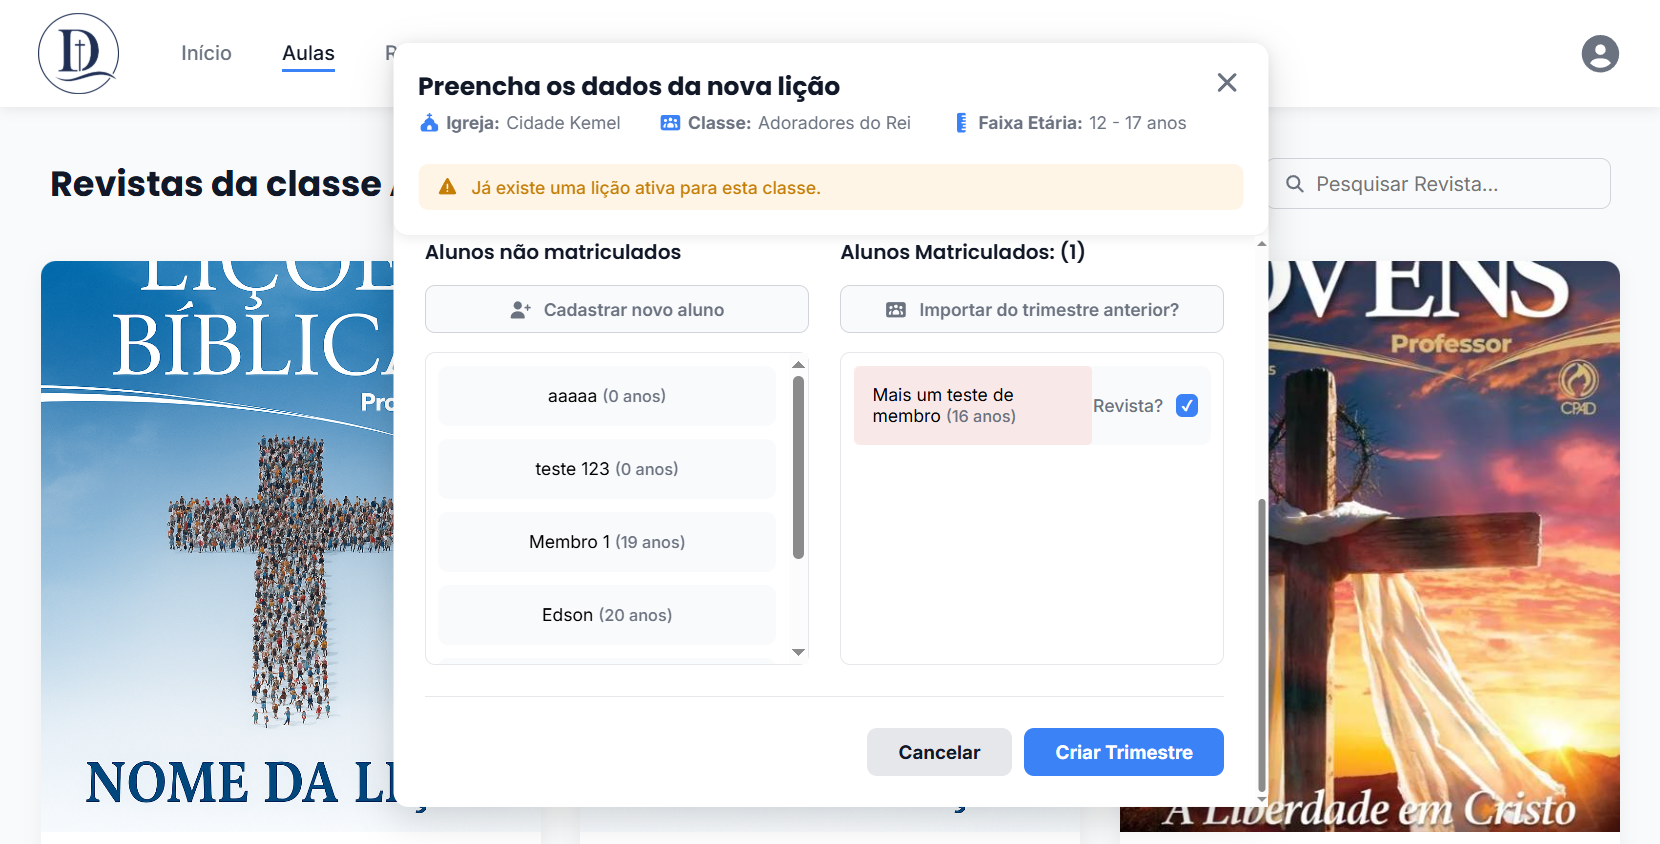 D
Início
Aulas
Preencha os dados da nova lição
Igreja: Cidade Kemel
Classe: Adoradores do Rei
Faixa Etária: 12 - 17 anos
Já existe uma lição ativa para esta classe.
Revistas da classe
Pesquisar Revista...
Alunos não matriculados
Alunos Matriculados: (1)
Cadastrar novo aluno
Importar do trimestre anterior?
aaaaa (0 anos)
teste 123 (0 anos)
Membro 1 (19 anos)
Edson (20 anos)
Mais um teste de
membro (16 anos)
Revista?
Cancelar
Criar Trimestre
LIÇÕE
BÍBLICA
Pro
NOME DA LI
OVENS
Professor
CPAD
A Liberdade em Cristo